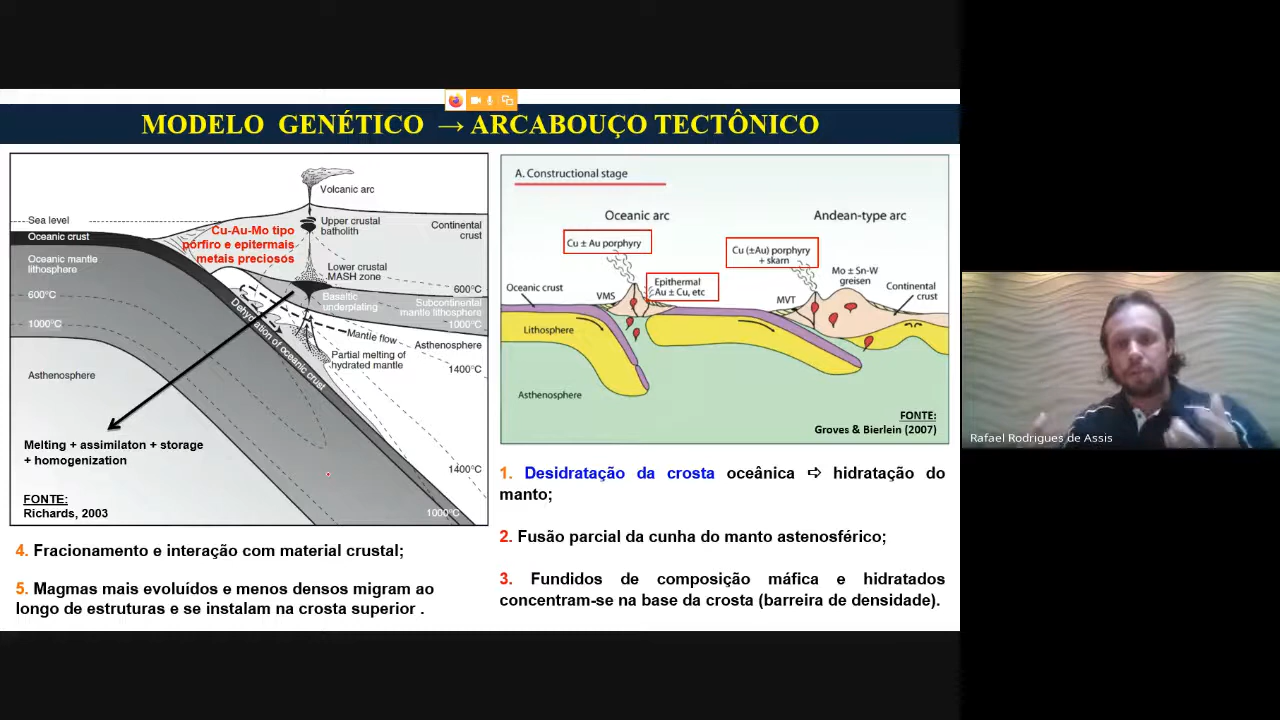 MODELO GENÉTICO → ARCABOUÇO TECTÔNICO
Volcanic arc
Sea level
Oceanic crust
Oceanic mantle
lithosphere
600°C
1000°C
Asthenosphere
Cu-Au-Mo tipo
pórfiro e epitermais
metais preciosos
Upper crustal
batholith
Continental
crust
Lower crustal
MASH zone
600°C
Basaltic
underplating
Subcontinental
mantle lithosphere
1000°C
Mantle flow
Asthenosphere
Dehydration of oceanic crust
Partial melting of
hydrated mantle
1400°C
1400°C
1000°C
Melting + assimilaton + storage
+ homogenization
FONTE:
Richards, 2003
A. Constructional stage
Oceanic arc
Andean-type arc
Cu ± Au porphyry
Cu (±Au) porphyry
+ skarn
Epithermal
Au ± Cu, etc
Mo ± Sn-W
greisen
Oceanic crust
VMS
MVT
Continental
crust
Lithosphere
Asthenosphere
FONTE:
Groves & Bierlein (2007)
1. Desidratação da crosta oceânica ⇨ hidratação do
manto;
2. Fusão parcial da cunha do manto astenosférico;
3. Fundidos de composição máfica e hidratados
concentram-se na base da crosta (barreira de densidade).
4. Fracionamento e interação com material crustal;
5. Magmas mais evoluídos e menos densos migram ao
longo de estruturas e se instalam na crosta superior .
Rafael Rodrigues de Assis